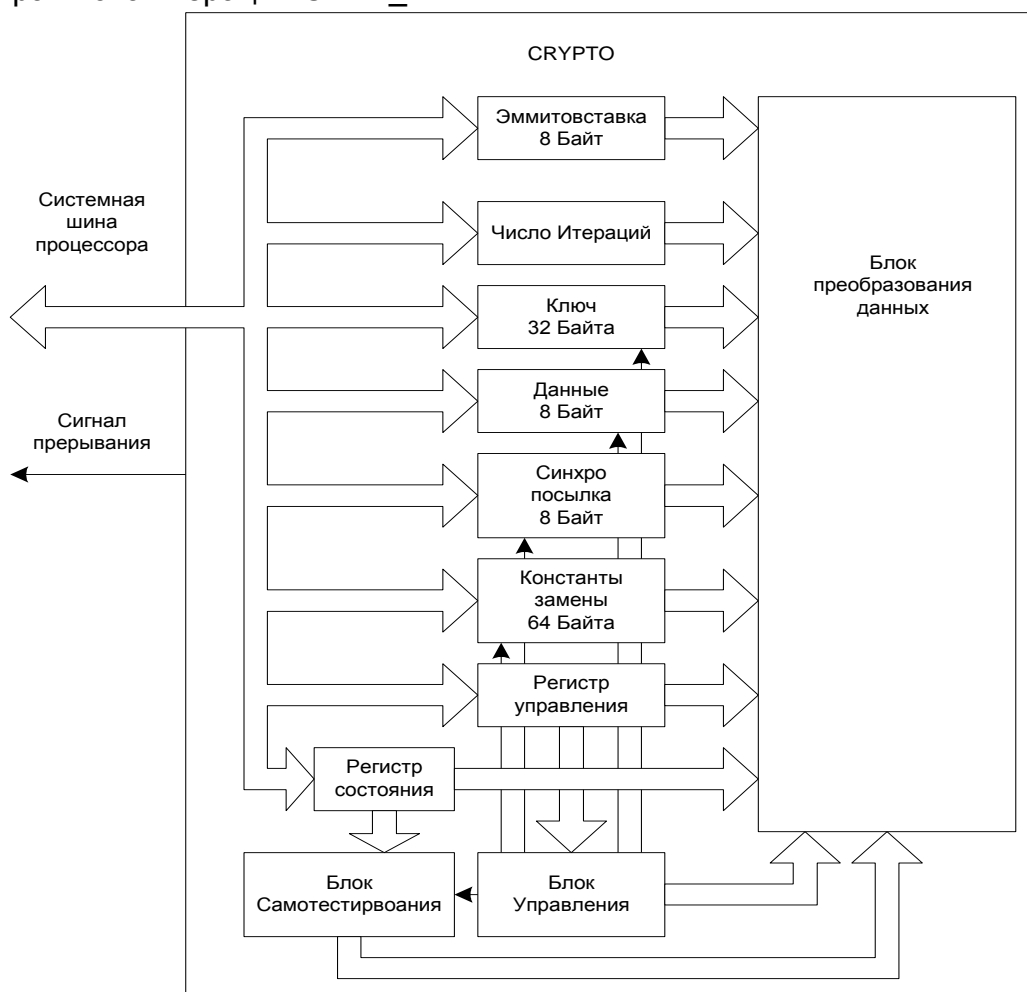 CRYPTO
Эммитовставка
8 Байт
Системная
шина
процессора
Число Итераций
Блок
преобразования
данных
Ключ
32 Байта
Данные
8 Байт
Сигнал
прерывания
Синхро
посылка
8 Байт
Константы
замены
64 Байта
Регистр
управления
Регистр
состояния
Блок
Самотестирвоания
Блок
Управления